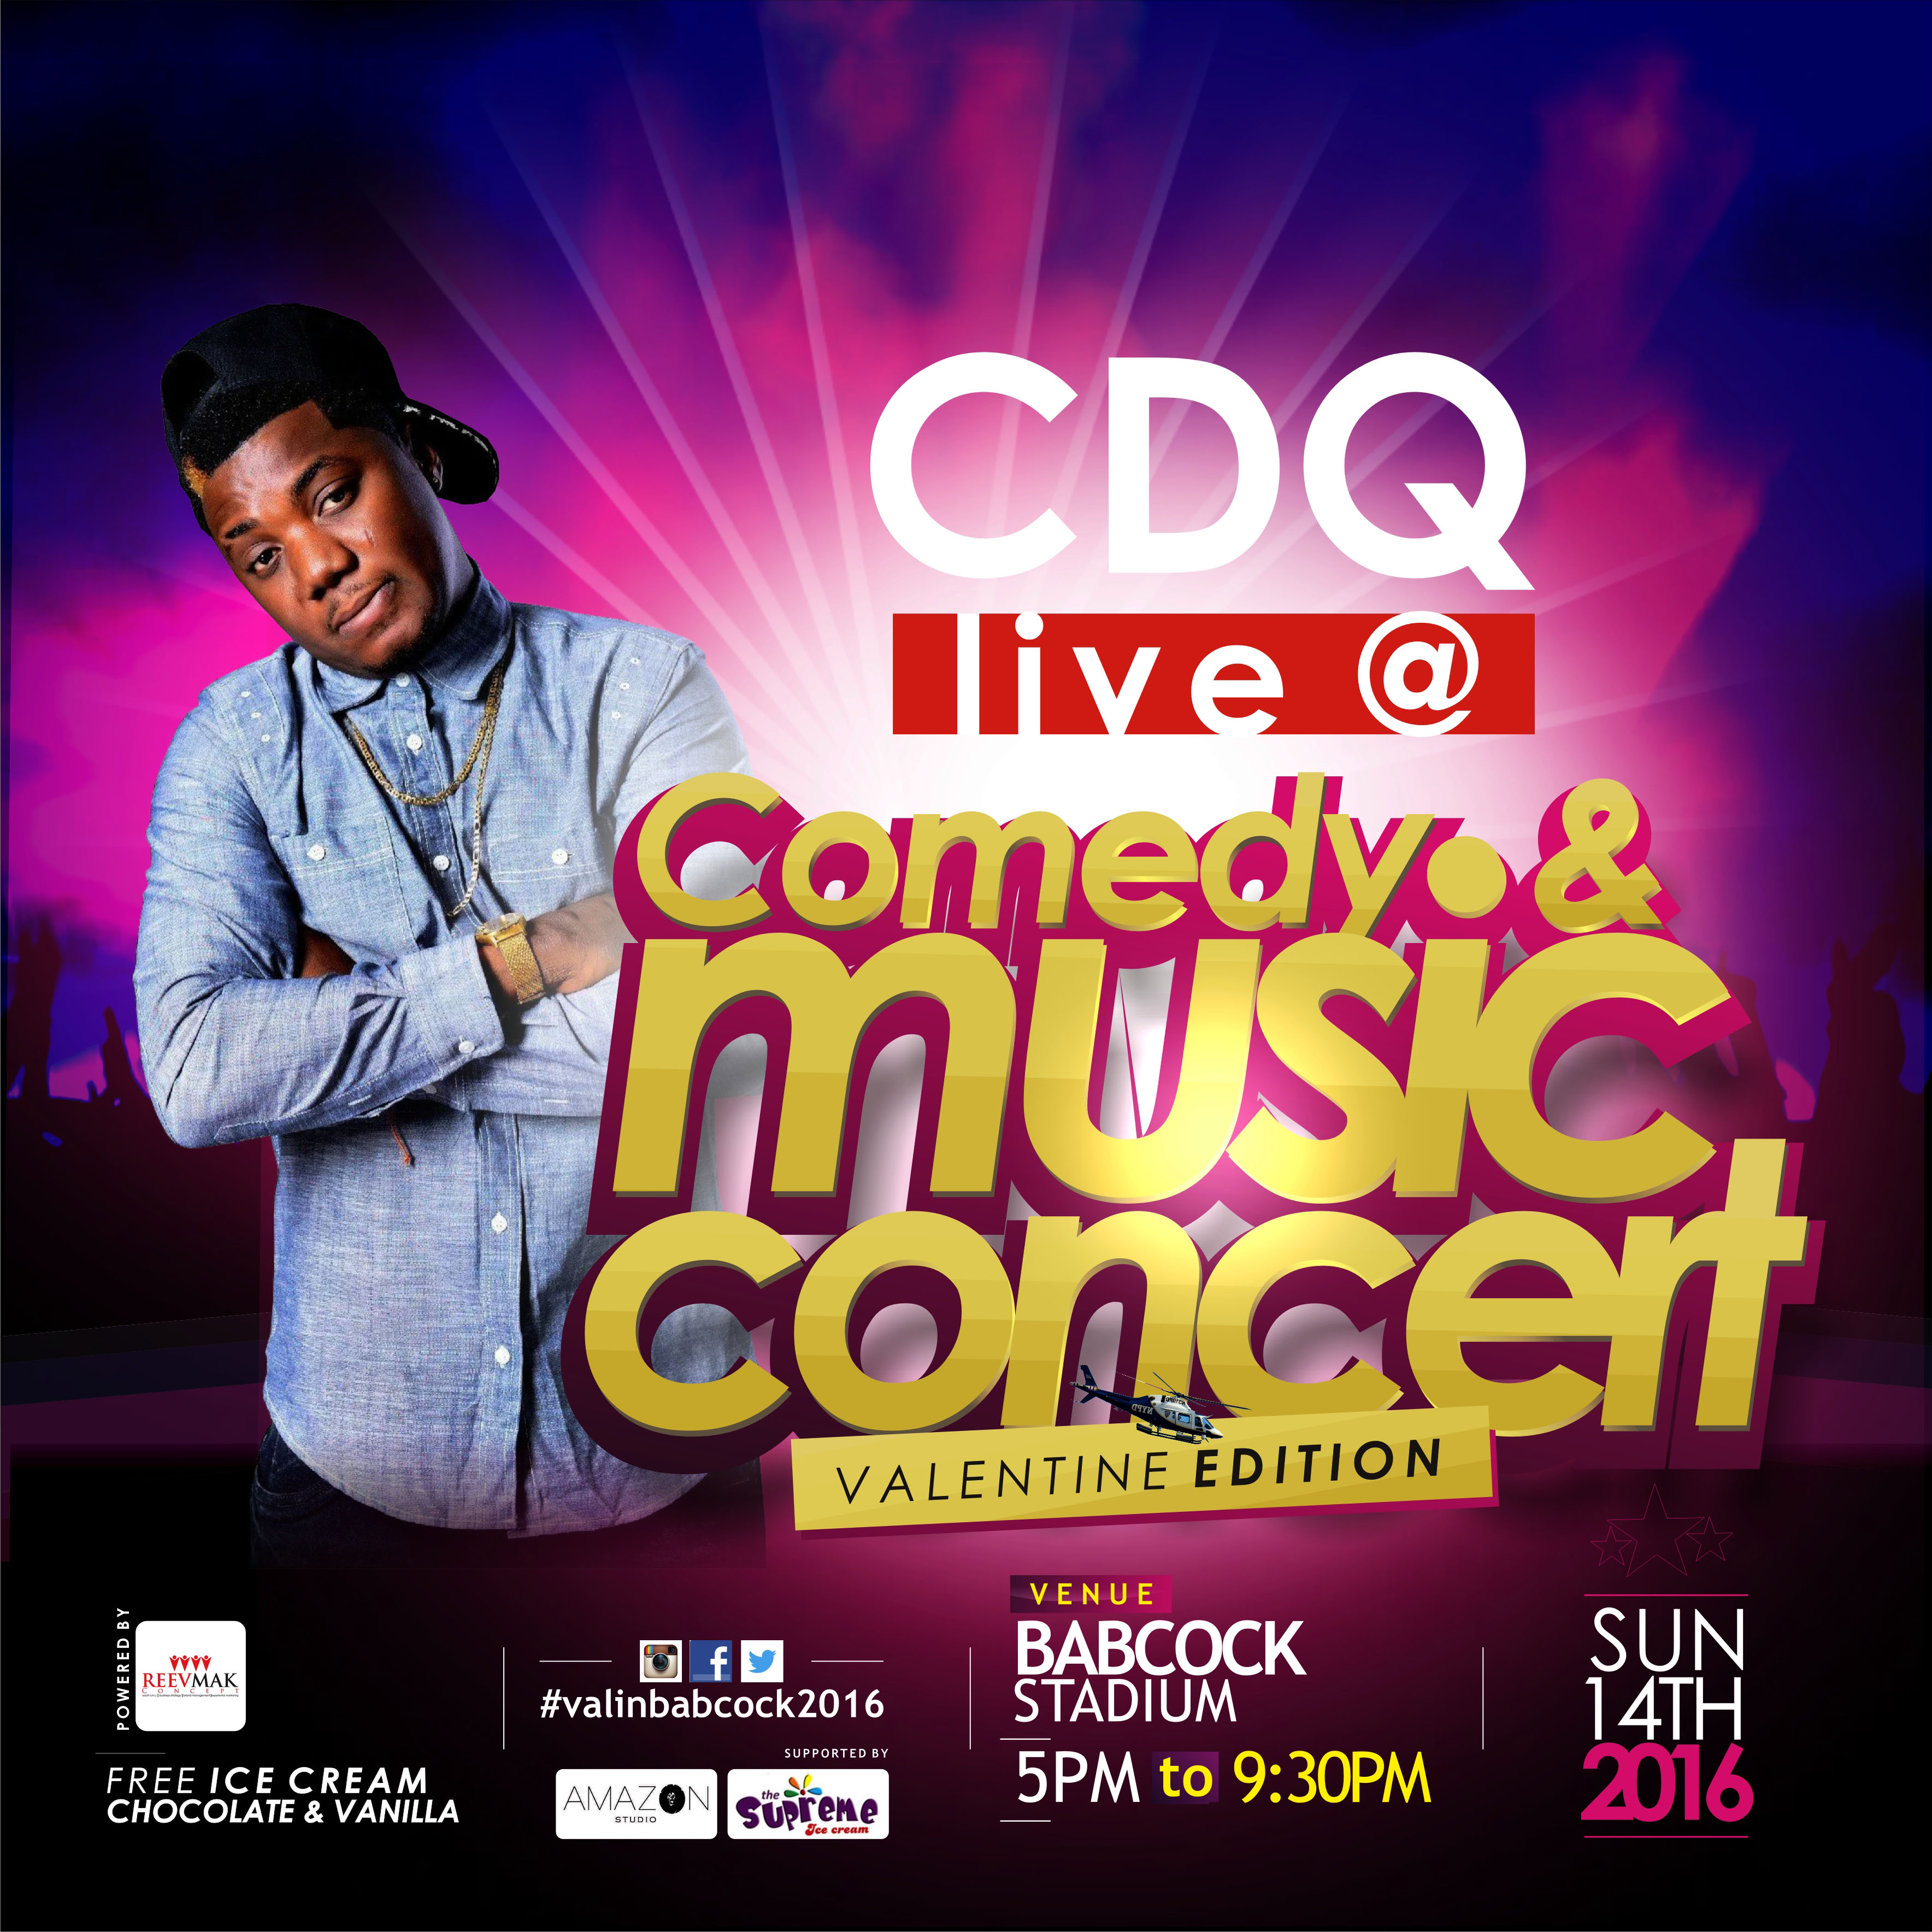 CDQ
live @
Comedy. &
music
concert
VALENTINE EDITION
POWERED BY
REEVMAK
CONCEPT
FREE ICE CREAM
CHOCOLATE & VANILLA
#valinbabcock2016
SUPPORTED BY
AMAZON
STUDIO
the
Supreme
Ice cream
VENUE
BABCOCK
STADIUM
5PM to 9:30PM
SUN
14TH
2016